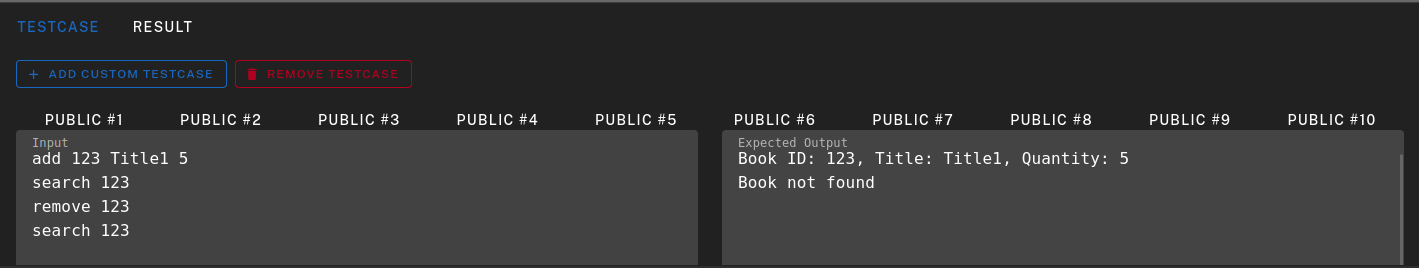 TESTCASE RESULT
+ ADD CUSTOM TESTCASE REMOVE TESTCASE
PUBLIC #1 PUBLIC #2 PUBLIC #3 PUBLIC #4 PUBLIC #5 PUBLIC #6 PUBLIC #7 PUBLIC #8 PUBLIC #9 PUBLIC #10
Input
add 123 Title1 5
search 123
remove 123
search 123
Expected Output
Book ID: 123, Title: Title1, Quantity: 5
Book not found